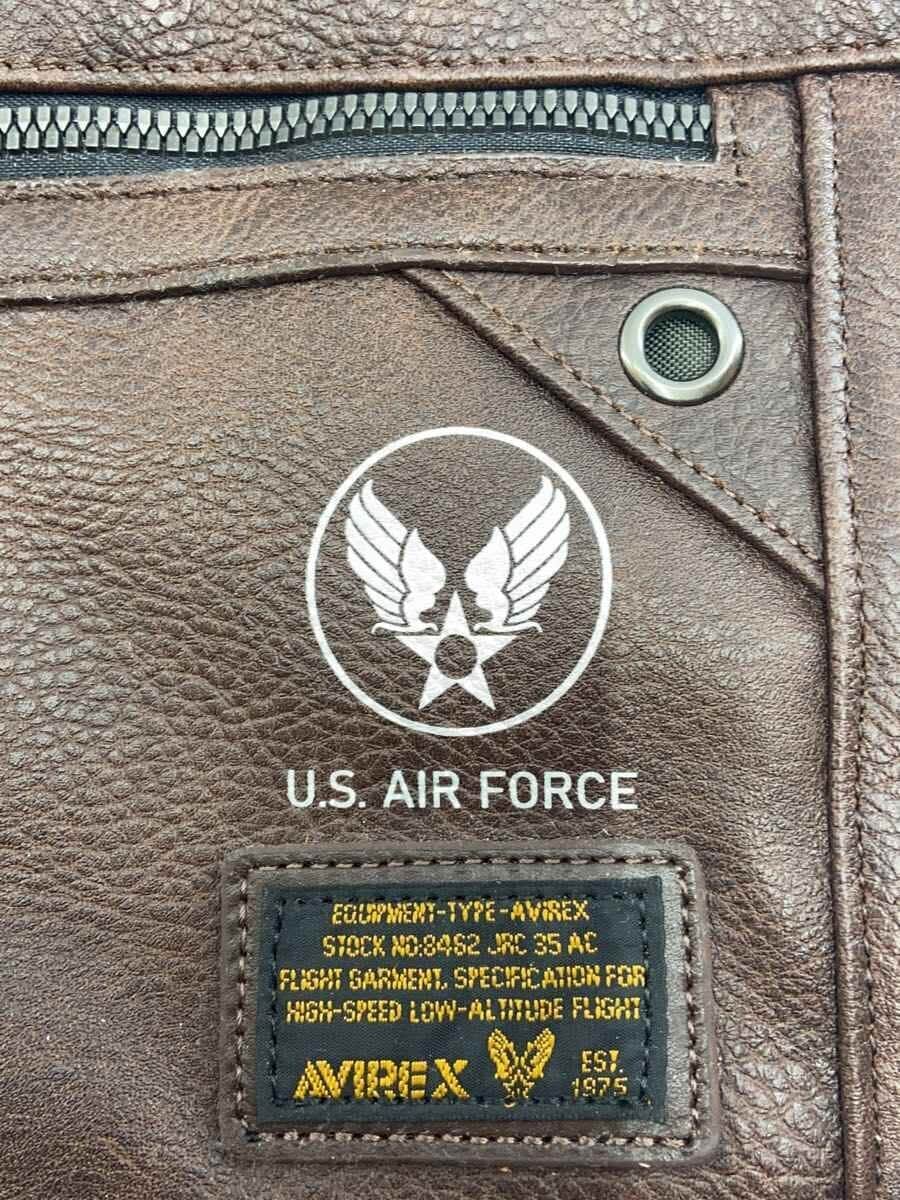 U.S. AIR FORCE
EQUIPMENT-TYPE-AVIREX
STOCK NO:8462 JRC 35 AC
FLIGHT GARMENT, SPECIFICATION FOR
HIGH-SPEED LOW-ALTITUDE FLIGHT
AVIREX EST.
1975